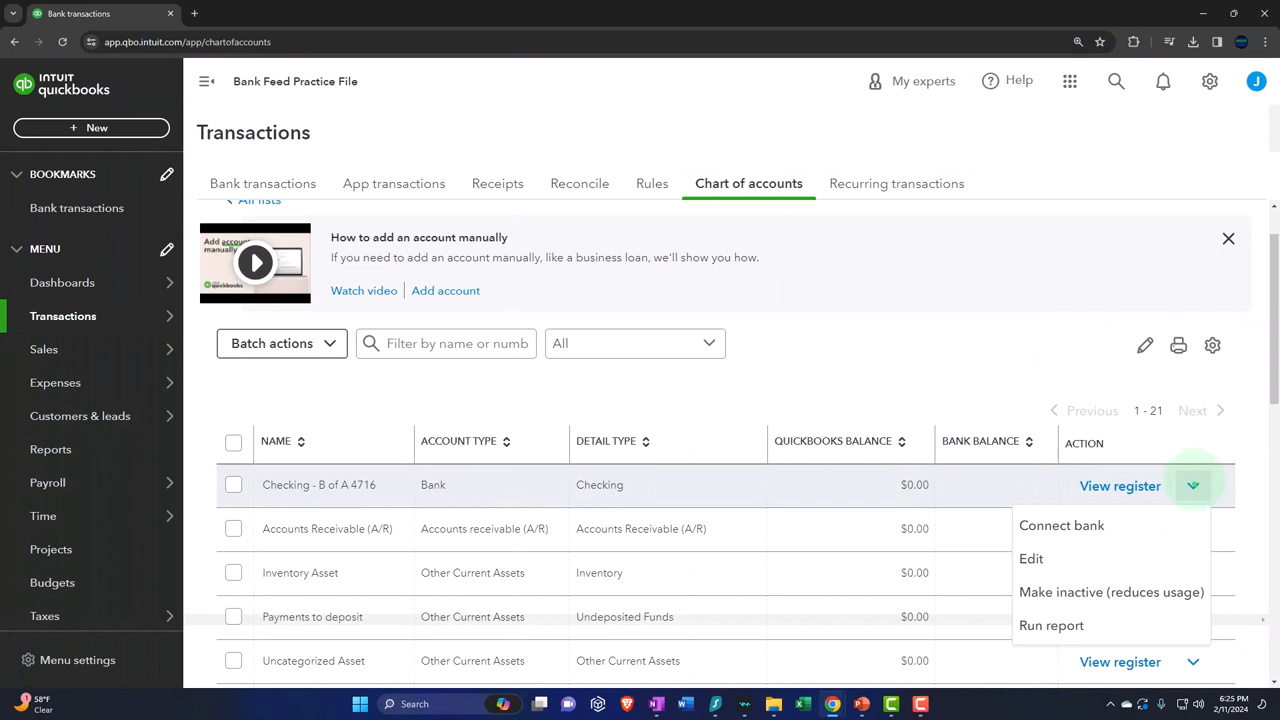 Bank transactions
app.qbo.intuit.com/app/chartofaccounts
INTUIT
quickbooks
Bank Feed Practice File
My experts
Help
J
+ New
Transactions
BOOKMARKS
Bank transactions
MENU
Dashboards
Transactions
Sales
Expenses
Customers & leads
Reports
Payroll
Time
Projects
Budgets
Taxes
Menu settings
Bank transactions App transactions Receipts Reconcile Rules Chart of accounts Recurring transactions
All lists
Add account
manually
How to add an account manually
If you need to add an account manually, like a business loan, we'll show you how.
Watch video Add account
Batch actions Filter by name or numb All
Previous 1 - 21 Next
NAME ACCOUNT TYPE DETAIL TYPE QUICKBOOKS BALANCE BANK BALANCE ACTION
Checking - B of A 4716 Bank Checking $0.00 View register
Accounts Receivable (A/R) Accounts receivable (A/R) Accounts Receivable (A/R) $0.00
Inventory Asset Other Current Assets Inventory $0.00
Payments to deposit Other Current Assets Undeposited Funds $0.00
Uncategorized Asset Other Current Assets Other Current Assets $0.00 View register
Connect bank
Edit
Make inactive (reduces usage)
Run report
58°F
Clear
Search
6:25 PM
2/11/2024